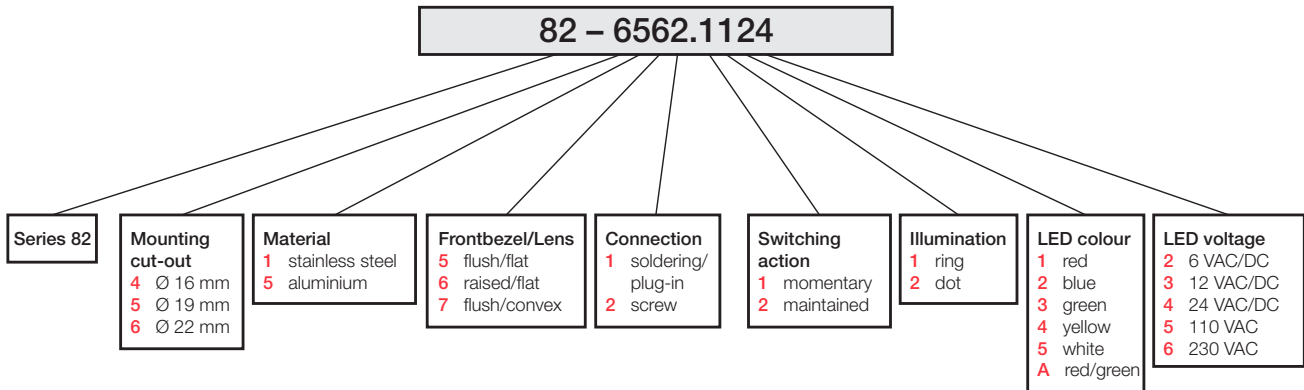 82 – 6562.1124
Series 82
Mounting
cut-out
4 Ø 16 mm
5 Ø 19 mm
6 Ø 22 mm
Material
1 stainless steel
5 aluminium
Frontbezel/Lens
5 flush/flat
6 raised/flat
7 flush/convex
Connection
1 soldering/
plug-in
2 screw
Switching
action
1 momentary
2 maintained
Illumination
1 ring
2 dot
LED colour
1 red
2 blue
3 green
4 yellow
5 white
A red/green
LED voltage
2 6 VAC/DC
3 12 VAC/DC
4 24 VAC/DC
5 110 VAC
6 230 VAC